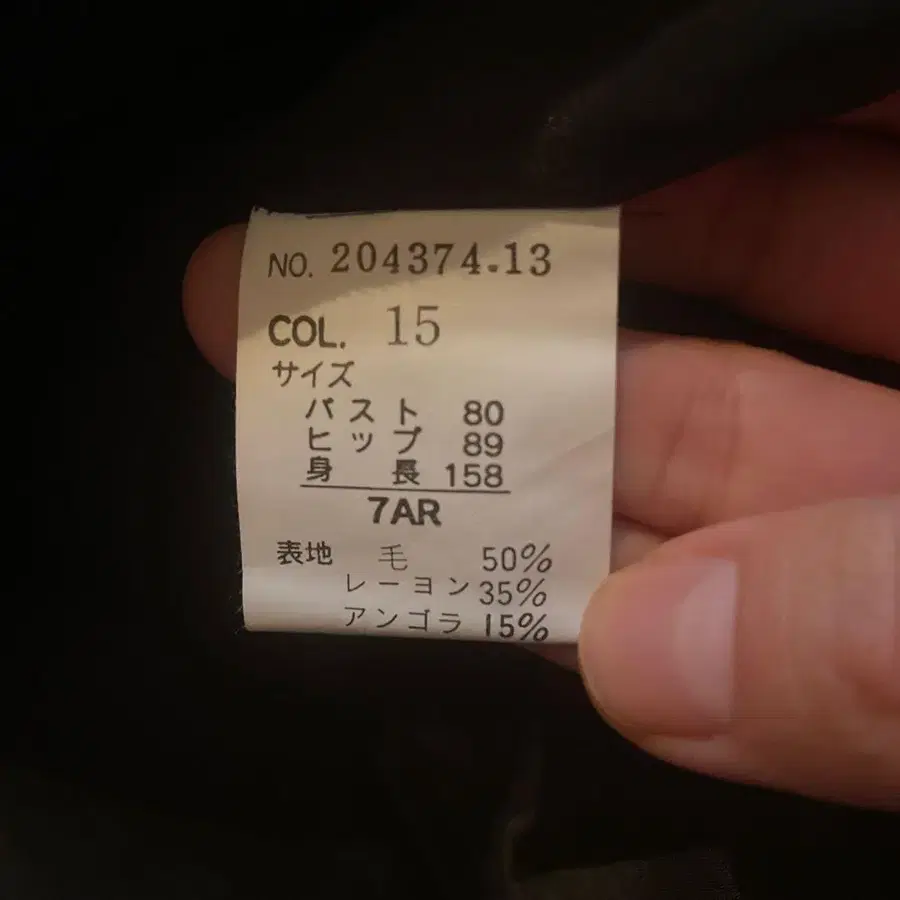 NO. 204374.13
COL. 15
サイズ
バスト 80
ヒップ 89
身長 158
7AR
表地 毛 50%
レーヨン 35%
アンゴラ 15%